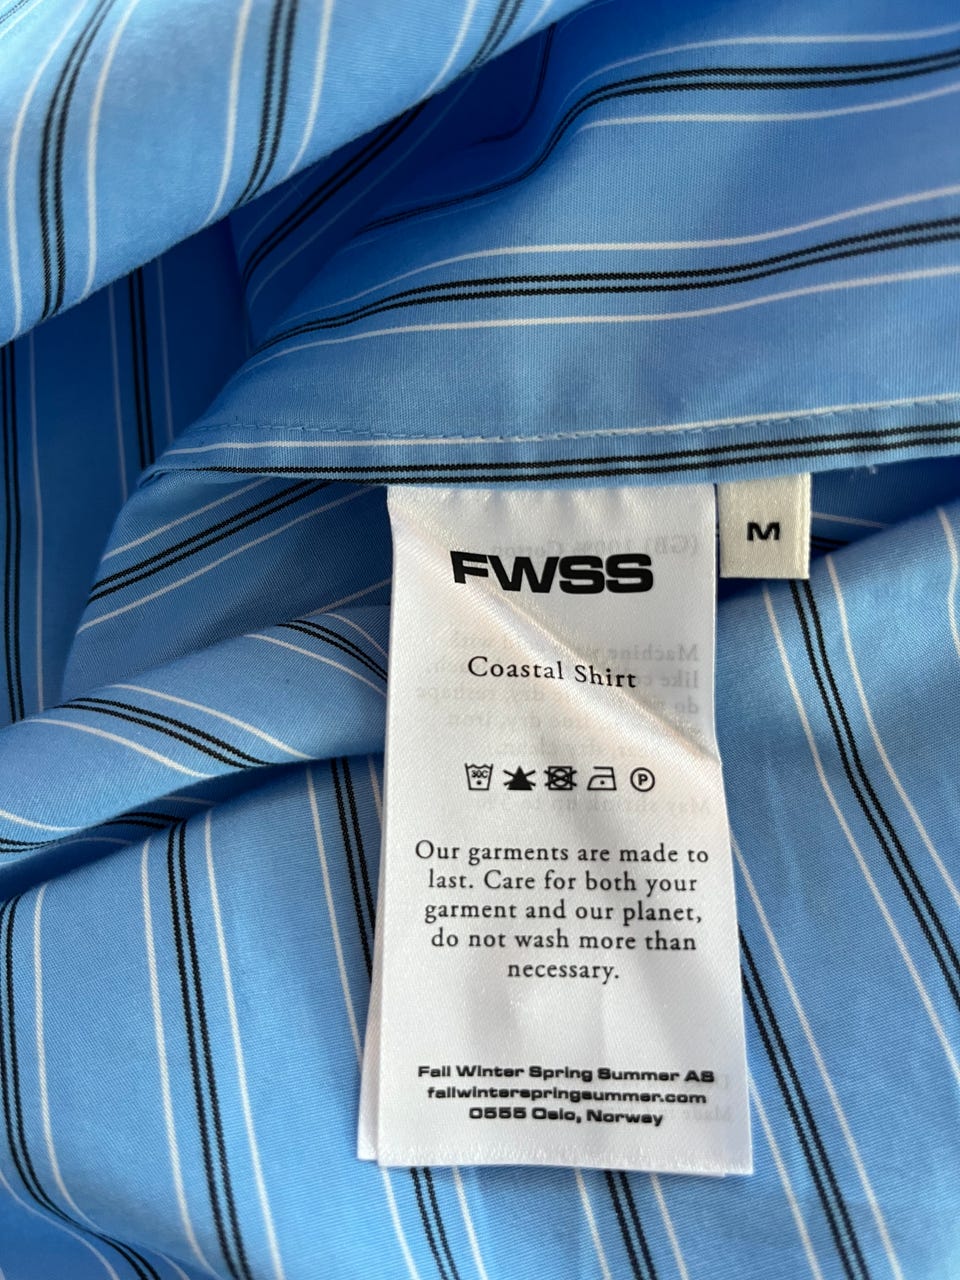 M
FWSS
Coastal Shirt
30C
P
Our garments are made to
last. Care for both your
garment and our planet,
do not wash more than
necessary.
Fall Winter Spring Summer AS
fallwinterspringsummer.com
0555 Oslo, Norway